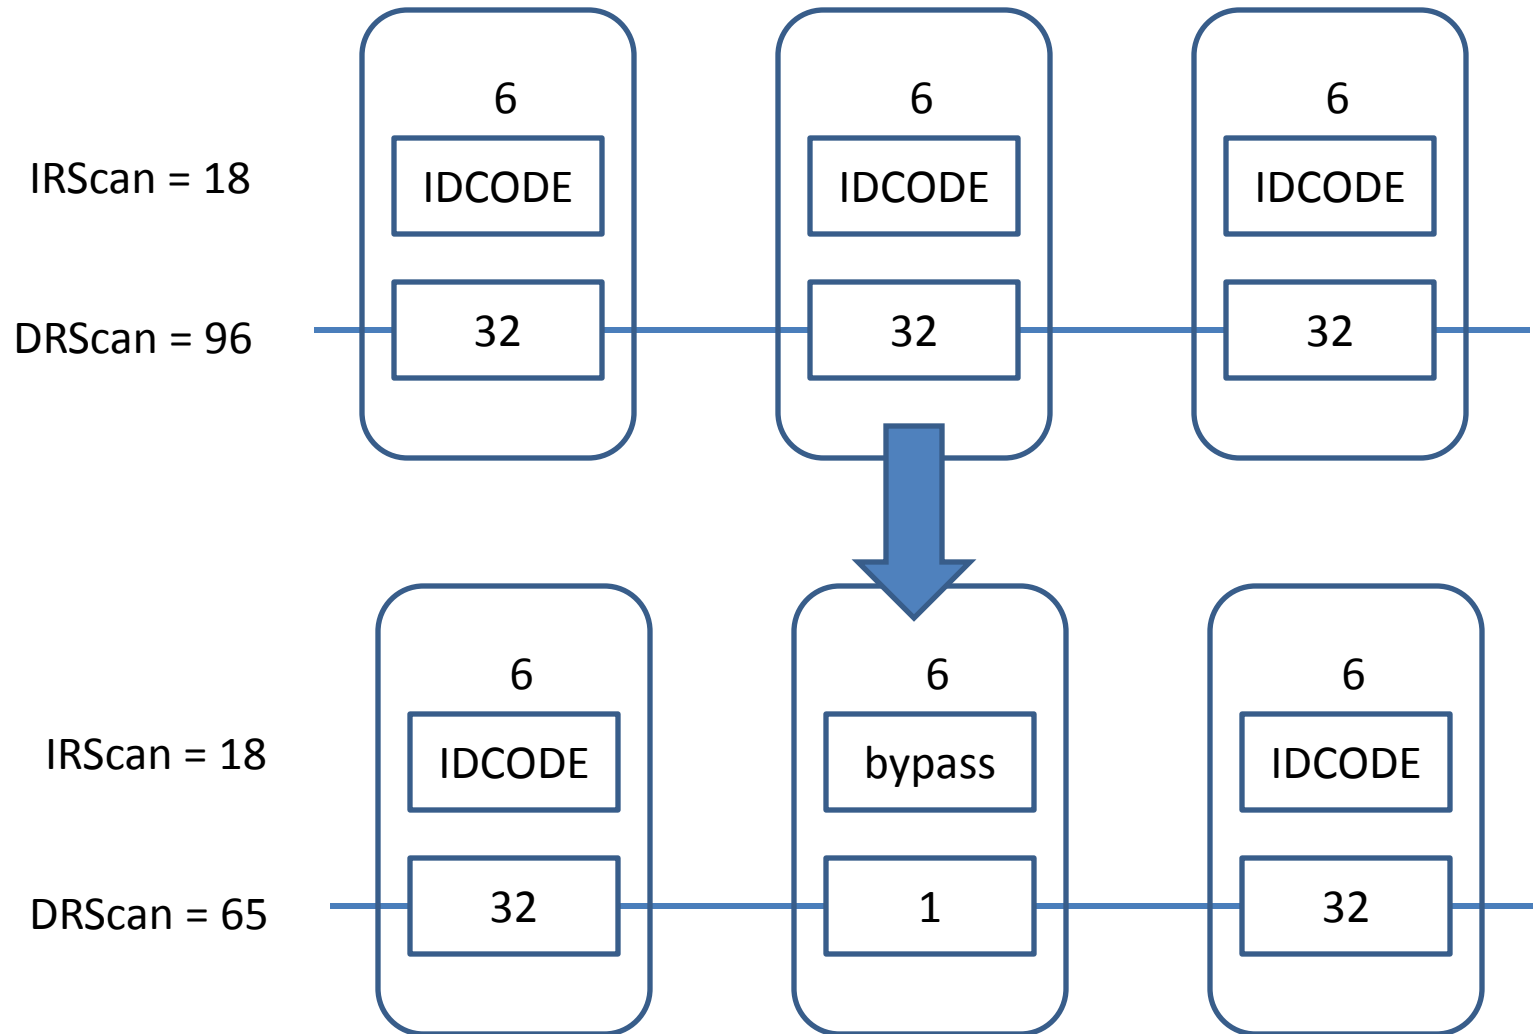 6 6 6
IRScan = 18 IDCODE IDCODE IDCODE
DRScan = 96 32 32 32
6 6 6
IRScan = 18 IDCODE bypass IDCODE
DRScan = 65 32 1 32